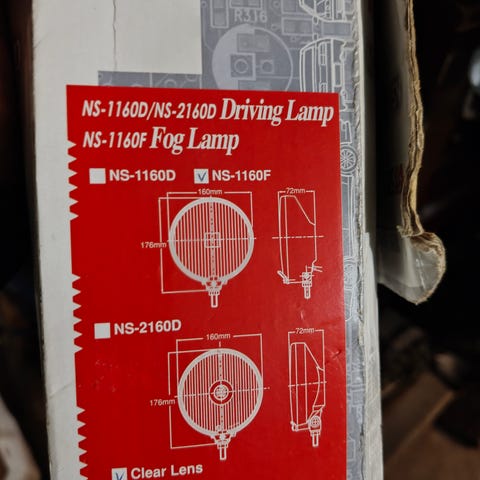 R316
NS-1160D/NS-2160D Driving Lamp
NS-1160F Fog Lamp
NS-1160D NS-1160F
160mm 72mm
176mm
NS-2160D
160mm 72mm
176mm
Clear Lens